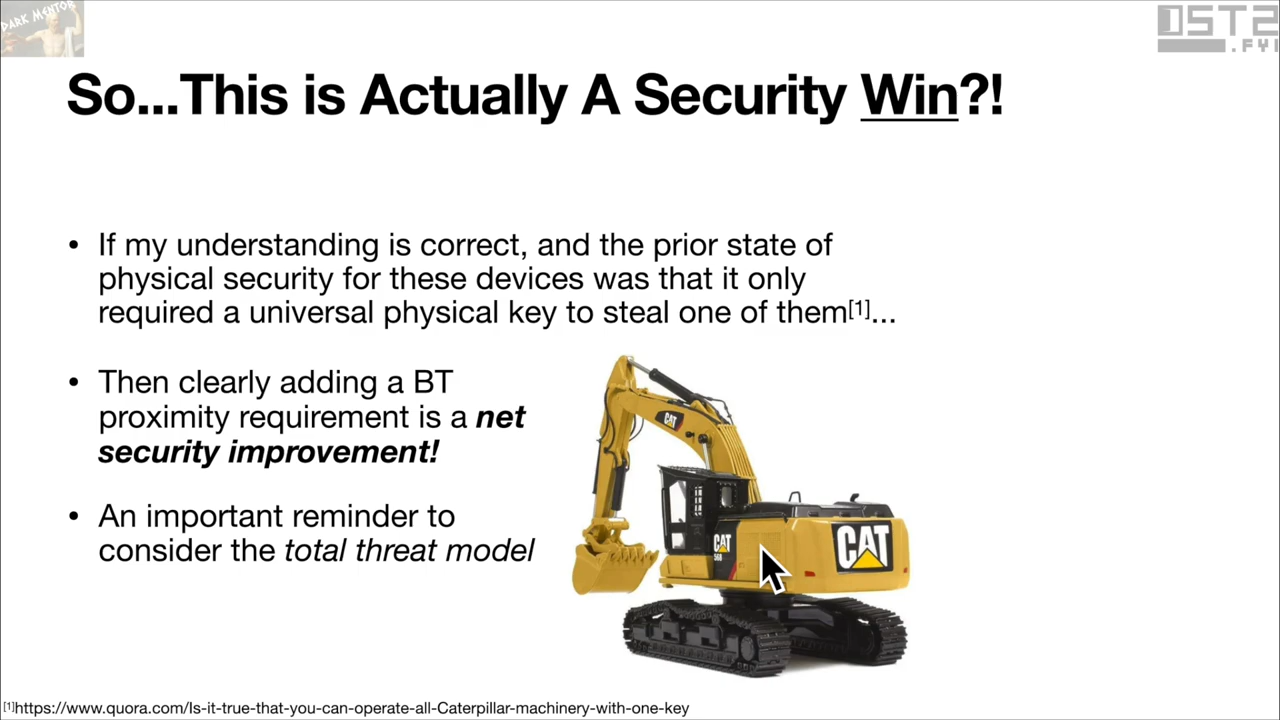 DARK MENTOR
OST2
.FYI
So...This is Actually A Security Win?!
• If my understanding is correct, and the prior state of
physical security for these devices was that it only
required a universal physical key to steal one of them[1]...
• Then clearly adding a BT
proximity requirement is a net
security improvement!
• An important reminder to
consider the total threat model
CAT
CAT
568
CAT
[1]https://www.quora.com/Is-it-true-that-you-can-operate-all-Caterpillar-machinery-with-one-key